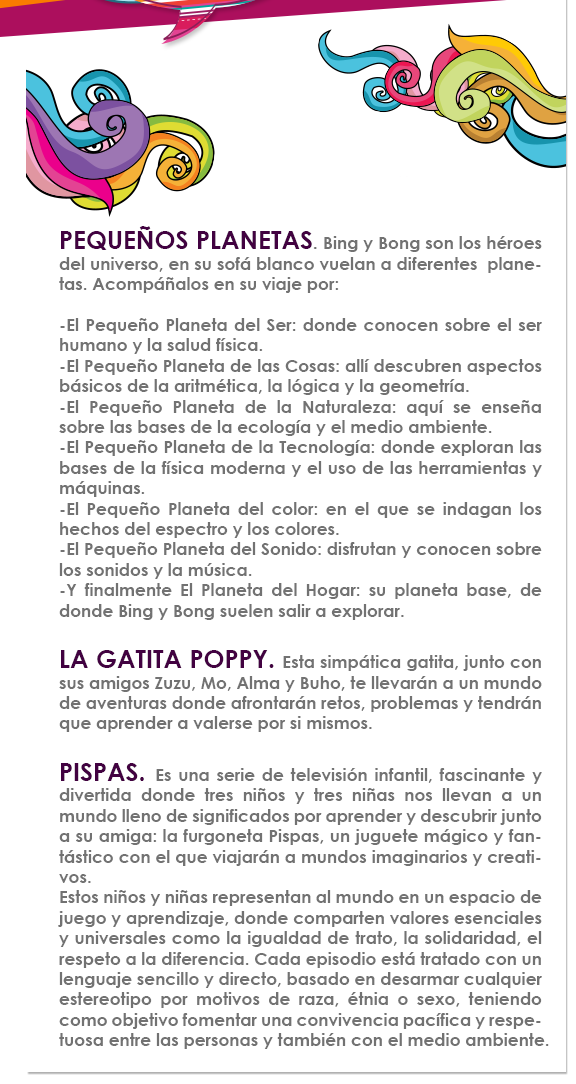 PEQUEÑOS PLANETAS. Bing y Bong son los héroes
del universo, en su sofá blanco vuelan a diferentes plane-
tas. Acompáñalos en su viaje por:
-El Pequeño Planeta del Ser: donde conocen sobre el ser
humano y la salud física.
-El Pequeño Planeta de las Cosas: allí descubren aspectos
básicos de la aritmética, la lógica y la geometría.
-El Pequeño Planeta de la Naturaleza: aquí se enseña
sobre las bases de la ecología y el medio ambiente.
-El Pequeño Planeta de la Tecnología: donde exploran las
bases de la física moderna y el uso de las herramientas y
máquinas.
-El Pequeño Planeta del color: en el que se indagan los
hechos del espectro y los colores.
-El Pequeño Planeta del Sonido: disfrutan y conocen sobre
los sonidos y la música.
-Y finalmente El Planeta del Hogar: su planeta base, de
donde Bing y Bong suelen salir a explorar.
LA GATITA POPPY. Esta simpática gatita, junto con
sus amigos Zuzu, Mo, Alma y Buho, te llevarán a un mundo
de aventuras donde afrontarán retos, problemas y tendrán
que aprender a valerse por si mismos.
PISPAS. Es una serie de televisión infantil, fascinante y
divertida donde tres niños y tres niñas nos llevan a un
mundo lleno de significados por aprender y descubrir junto
a su amiga: la furgoneta Pispas, un juguete mágico y fan-
tástico con el que viajarán a mundos imaginarios y creati-
vos.
Estos niños y niñas representan al mundo en un espacio de
juego y aprendizaje, donde comparten valores esenciales
y universales como la igualdad de trato, la solidaridad, el
respeto a la diferencia. Cada episodio está tratado con un
lenguaje sencillo y directo, basado en desarmar cualquier
estereotipo por motivos de raza, étnia o sexo, teniendo
como objetivo fomentar una convivencia pacífica y respe-
tuosa entre las personas y también con el medio ambiente.